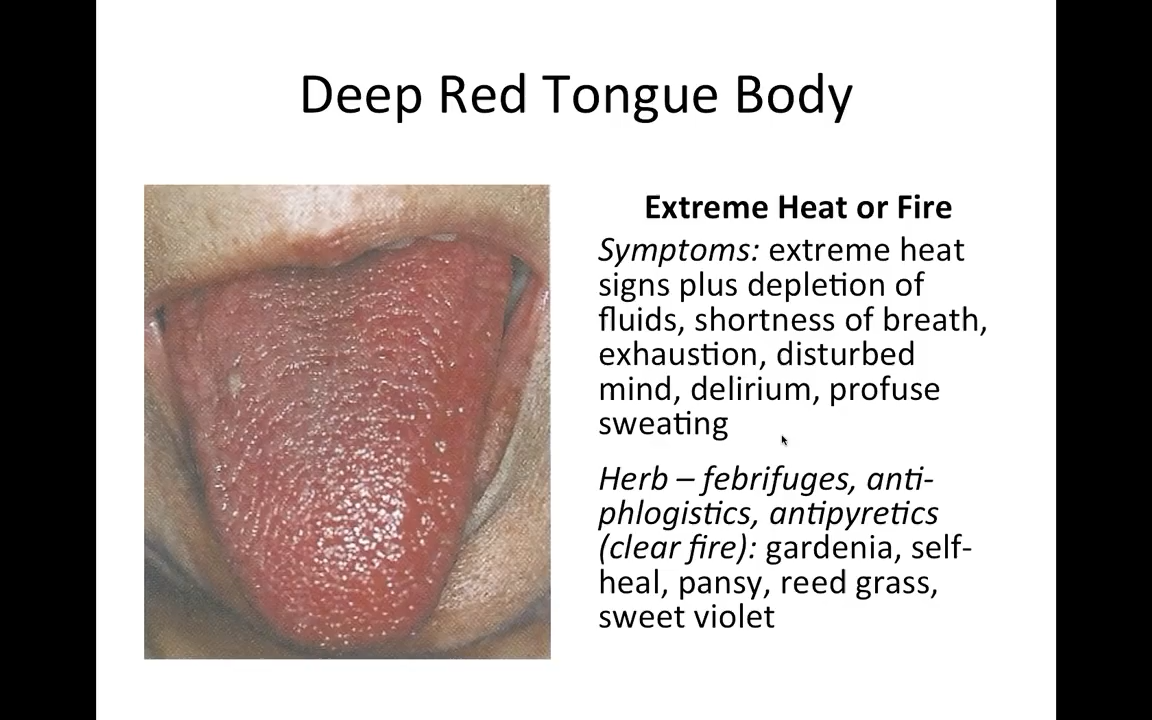 Deep Red Tongue Body
Extreme Heat or Fire
Symptoms: extreme heat
signs plus depletion of
fluids, shortness of breath,
exhaustion, disturbed
mind, delirium, profuse
sweating
Herb – febrifuges, anti-
phlogistics, antipyretics
(clear fire): gardenia, self-
heal, pansy, reed grass,
sweet violet